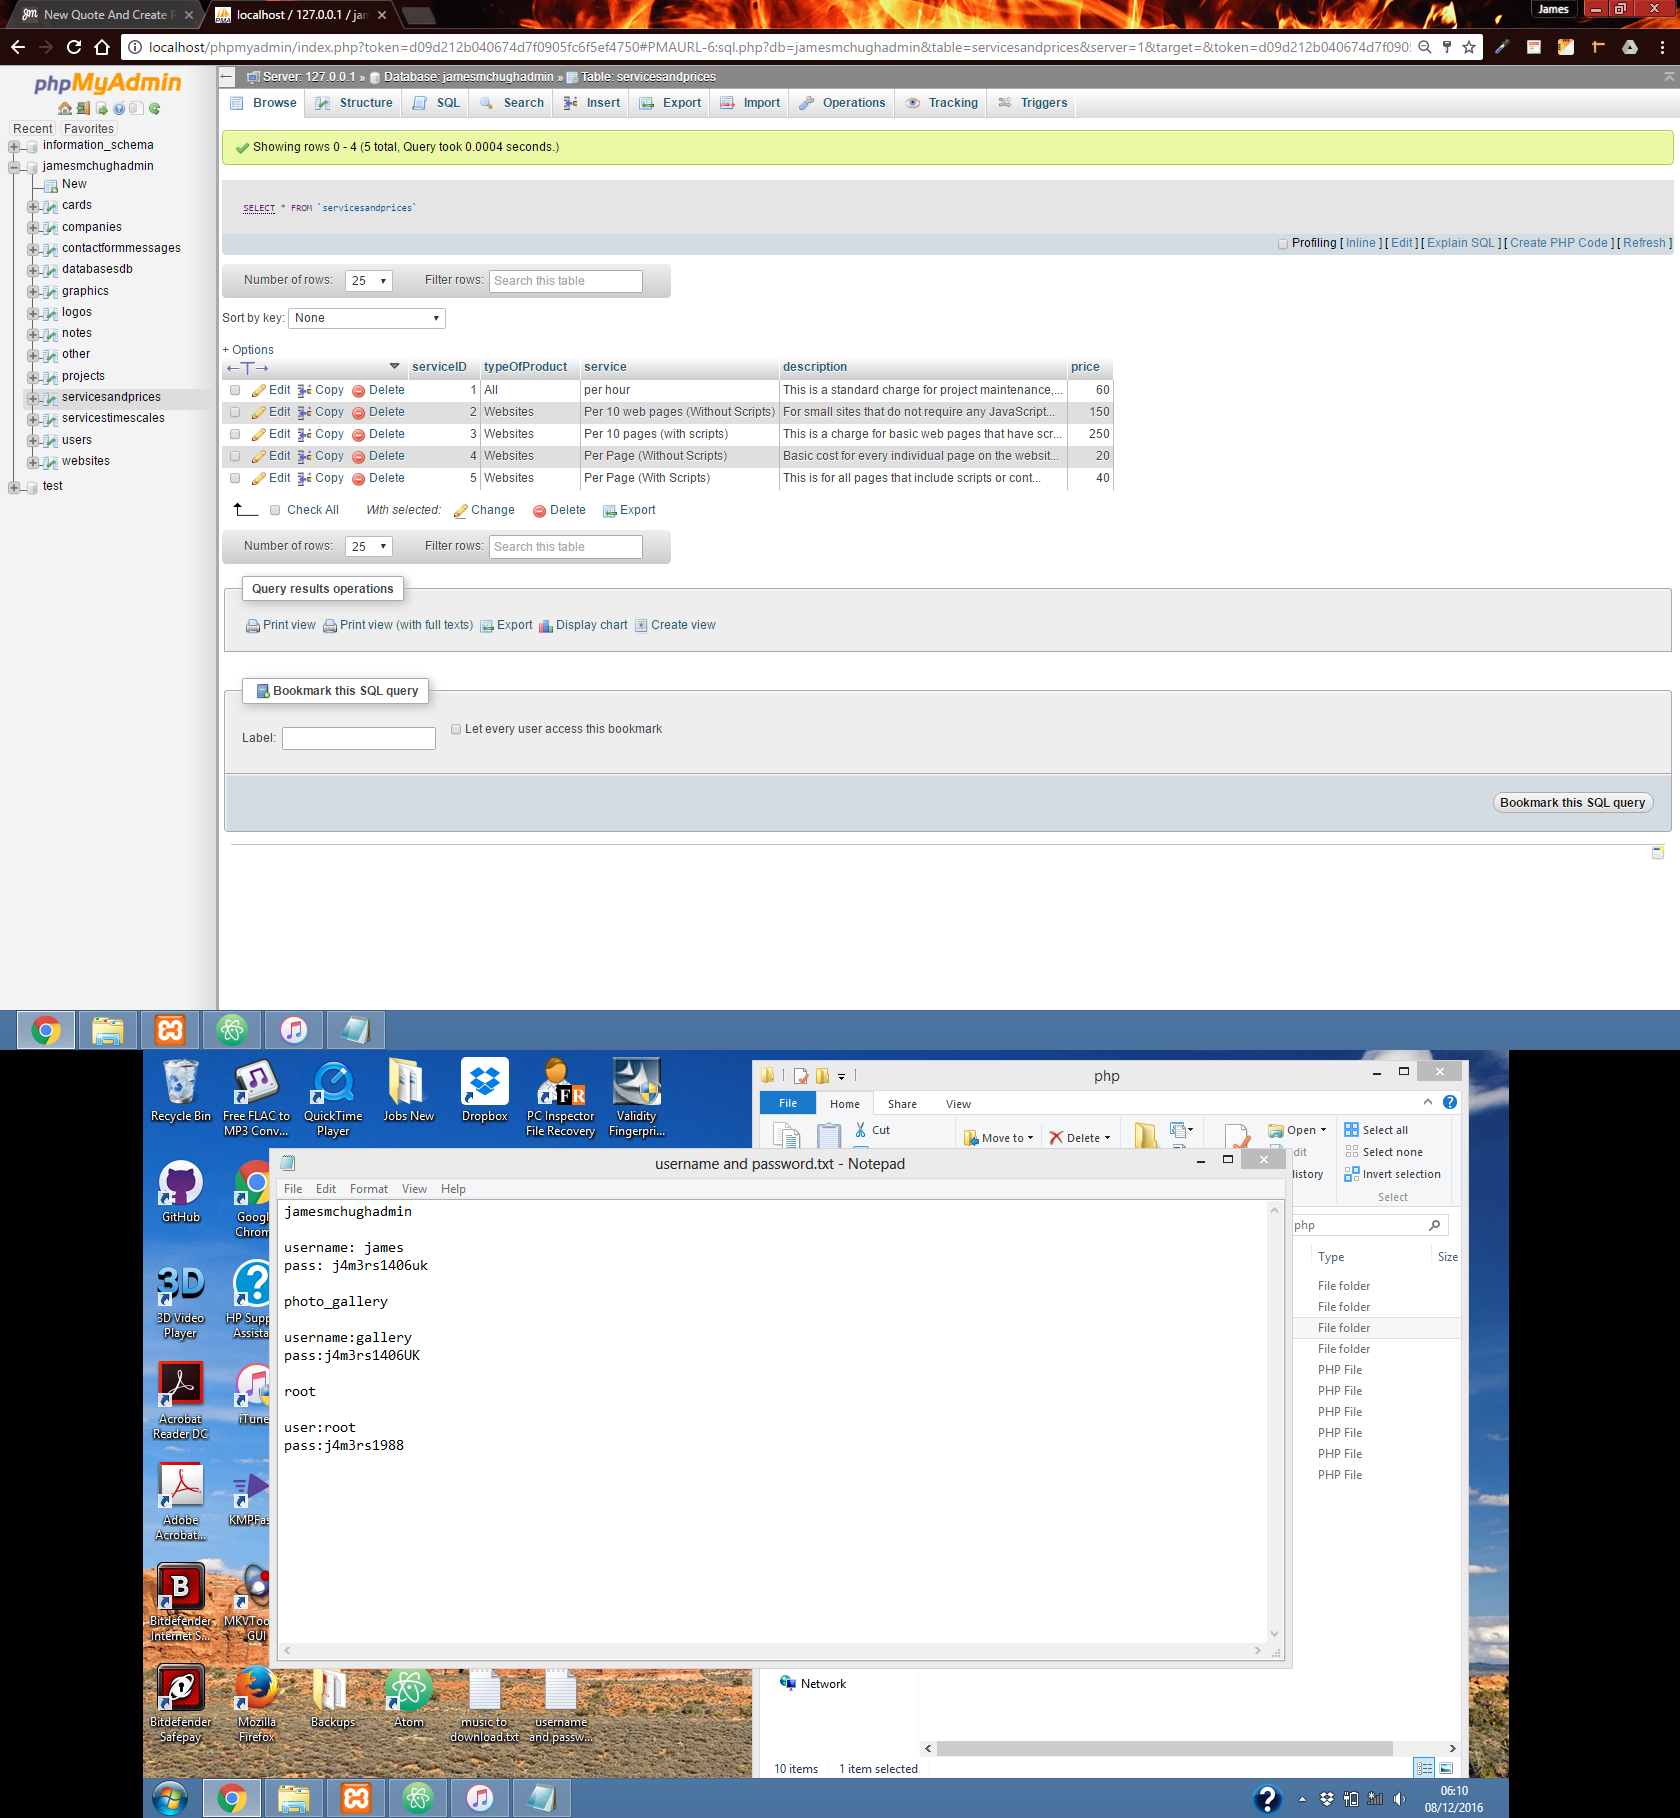 New Quote And Create P
localhost / 127.0.0.1 / jam
James
localhost/phpmyadmin/index.php?token=d09d212b040674d7f0905fc6f5ef4750#PMAURL-6:sql.php?db=jamesmchughadmin&table=servicesandprices&server=1&target=&token=d09d212b040674d7f0905
phpMyAdmin
Recent Favorites
information_schema
jamesmchughadmin
New
cards
companies
contactformmessages
databasesdb
graphics
logos
notes
other
projects
servicesandprices
servicestimescales
users
websites
test
Server: 127.0.0.1 » Database: jamesmchughadmin » Table: servicesandprices
Browse Structure SQL Search Insert Export Import Operations Tracking Triggers
Showing rows 0 - 4 (5 total, Query took 0.0004 seconds.)
SELECT * FROM `servicesandprices`
Profiling [ Inline ] [ Edit ] [ Explain SQL ] [ Create PHP Code ] [ Refresh ]
Number of rows: 25 Filter rows: Search this table
Sort by key: None
+ Options
serviceID typeOfProduct service description price
Edit Copy Delete 1 All per hour This is a standard charge for project maintenance,... 60
Edit Copy Delete 2 Websites Per 10 web pages (Without Scripts) For small sites that do not require any JavaScript... 150
Edit Copy Delete 3 Websites Per 10 pages (with scripts) This is a charge for basic web pages that have scr... 250
Edit Copy Delete 4 Websites Per Page (Without Scripts) Basic cost for every individual page on the websit... 20
Edit Copy Delete 5 Websites Per Page (With Scripts) This is for all pages that include scripts or cont... 40
Check All With selected: Change Delete Export
Number of rows: 25 Filter rows: Search this table
Query results operations
Print view Print view (with full texts) Export Display chart Create view
Bookmark this SQL query
Label: Let every user access this bookmark
Bookmark this SQL query
Recycle Bin
Free FLAC to
MP3 Conv...
QuickTime
Player
Jobs New
Dropbox
PC Inspector
File Recovery
Validity
Fingerpri...
php
File Home Share View
Cut
Move to
Delete
Open
dit
istory
Select all
Select none
Invert selection
Select
php
Type Size
File folder
File folder
File folder
File folder
PHP File
PHP File
PHP File
PHP File
PHP File
PHP File
username and password.txt - Notepad
File Edit Format View Help
jamesmchughadmin
username: james
pass: j4m3rs1406uk
photo_gallery
username:gallery
pass:j4m3rs1406UK
root
user:root
pass:j4m3rs1988
GitHub
Googl
Chrom
3D Video
Player
HP Supp
Assista
Acrobat
Reader DC
iTune
Adobe
Acrobat...
KMPFas
Bitdefender
Internet S...
MKVToo
GUI
Bitdefender
Safepay
Mozilla
Firefox
Backups
Atom
music to
download.txt
username
and passw...
Network
10 items 1 item selected
06:10
08/12/2016